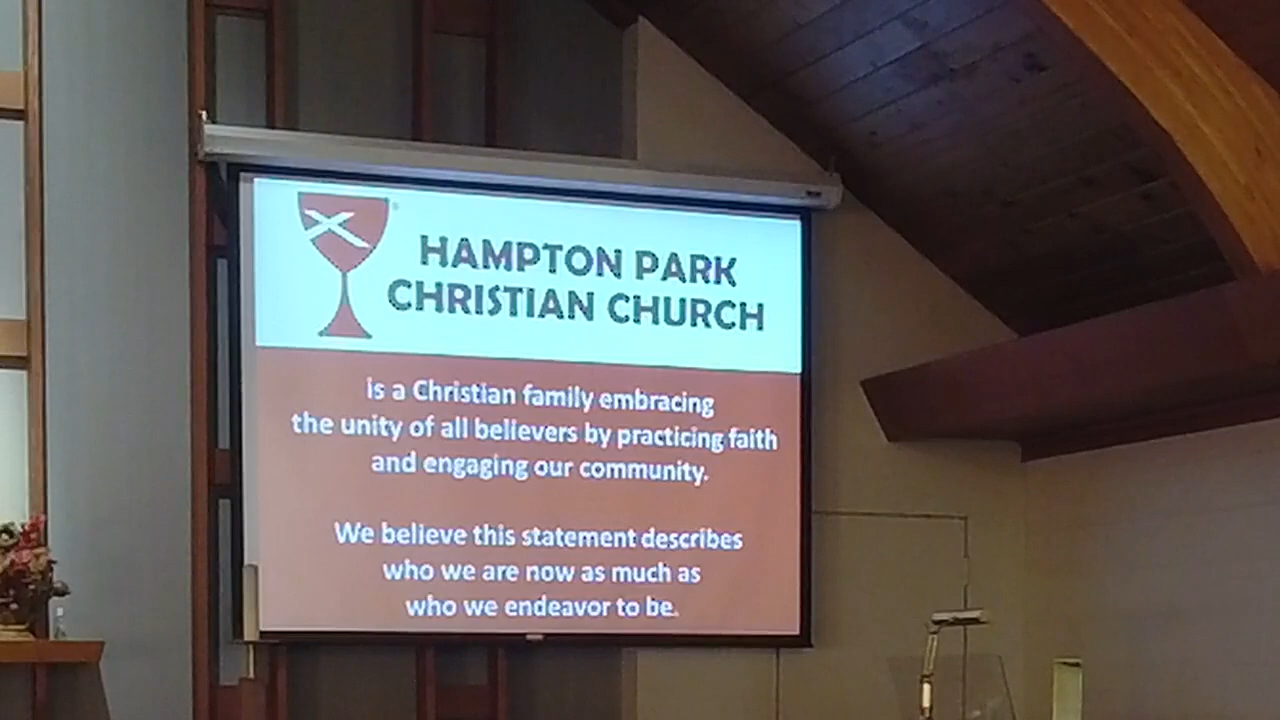 HAMPTON PARK
CHRISTIAN CHURCH
is a Christian family embracing
the unity of all believers by practicing faith
and engaging our community.
We believe this statement describes
who we are now as much as
who we endeavor to be.